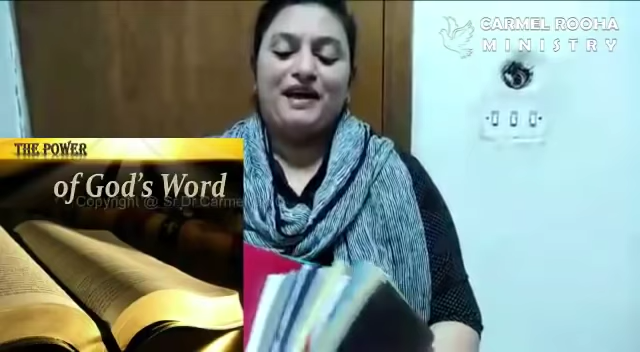 CARMEL ROOHA
MINISTRY
THE POWER
of God's Word
Copyright @ Sr.Dr.Carme